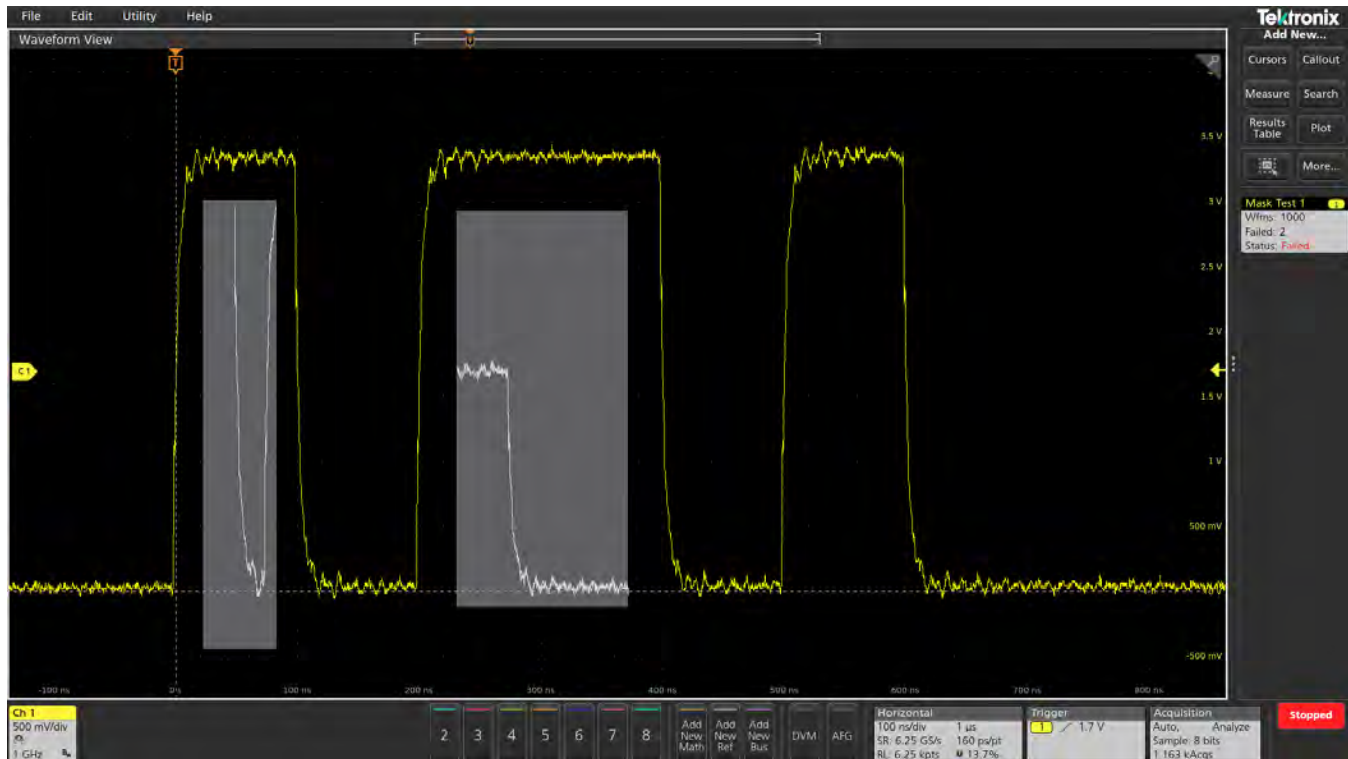 File Edit Utility Help
Tektronix
Waveform View
Add New...
U
T
Cursors Callout
Measure Search
Results Table Plot
More...
3.5 V
3 V
2.5 V
2 V
1.5 V
1 V
500 mV
-500 mV
C1
Mask Test 1 1
Wfms: 1000
Failed: 2
Status: Failed
-100 ns 0 s 100 ns 200 ns 300 ns 400 ns 500 ns 600 ns 700 ns 800 ns
Ch 1
500 mV/div
1 GHz
2 3 4 5 6 7 8
Add New Math
Add New Ref
Add New Bus
DVM AFG
Horizontal
100 ns/div 1 µs
SR: 6.25 GS/s 160 ps/pt
RL: 6.25 kpts 13.7%
Trigger
1 1.7 V
Acquisition
Auto, Analyze
Sample: 8 bits
1.163 kAcqs
Stopped